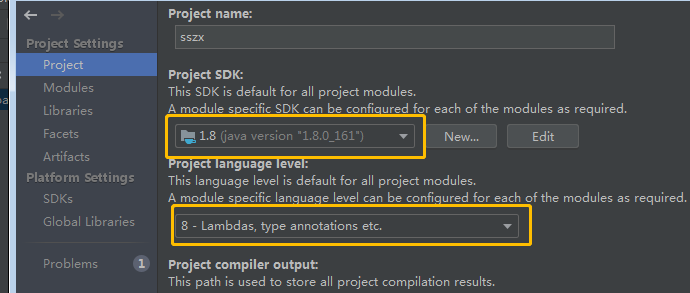 Project Settings
Project
Modules
Libraries
Facets
Artifacts
Platform Settings
SDKs
Global Libraries
Problems 1
Project name:
sszx
Project SDK:
This SDK is default for all project modules.
A module specific SDK can be configured for each of the modules as required.
1.8 (java version "1.8.0_161")
New...
Edit
Project language level:
This language level is default for all project modules.
A module specific language level can be configured for each of the modules as required.
8 - Lambdas, type annotations etc.
Project compiler output:
This path is used to store all project compilation results.